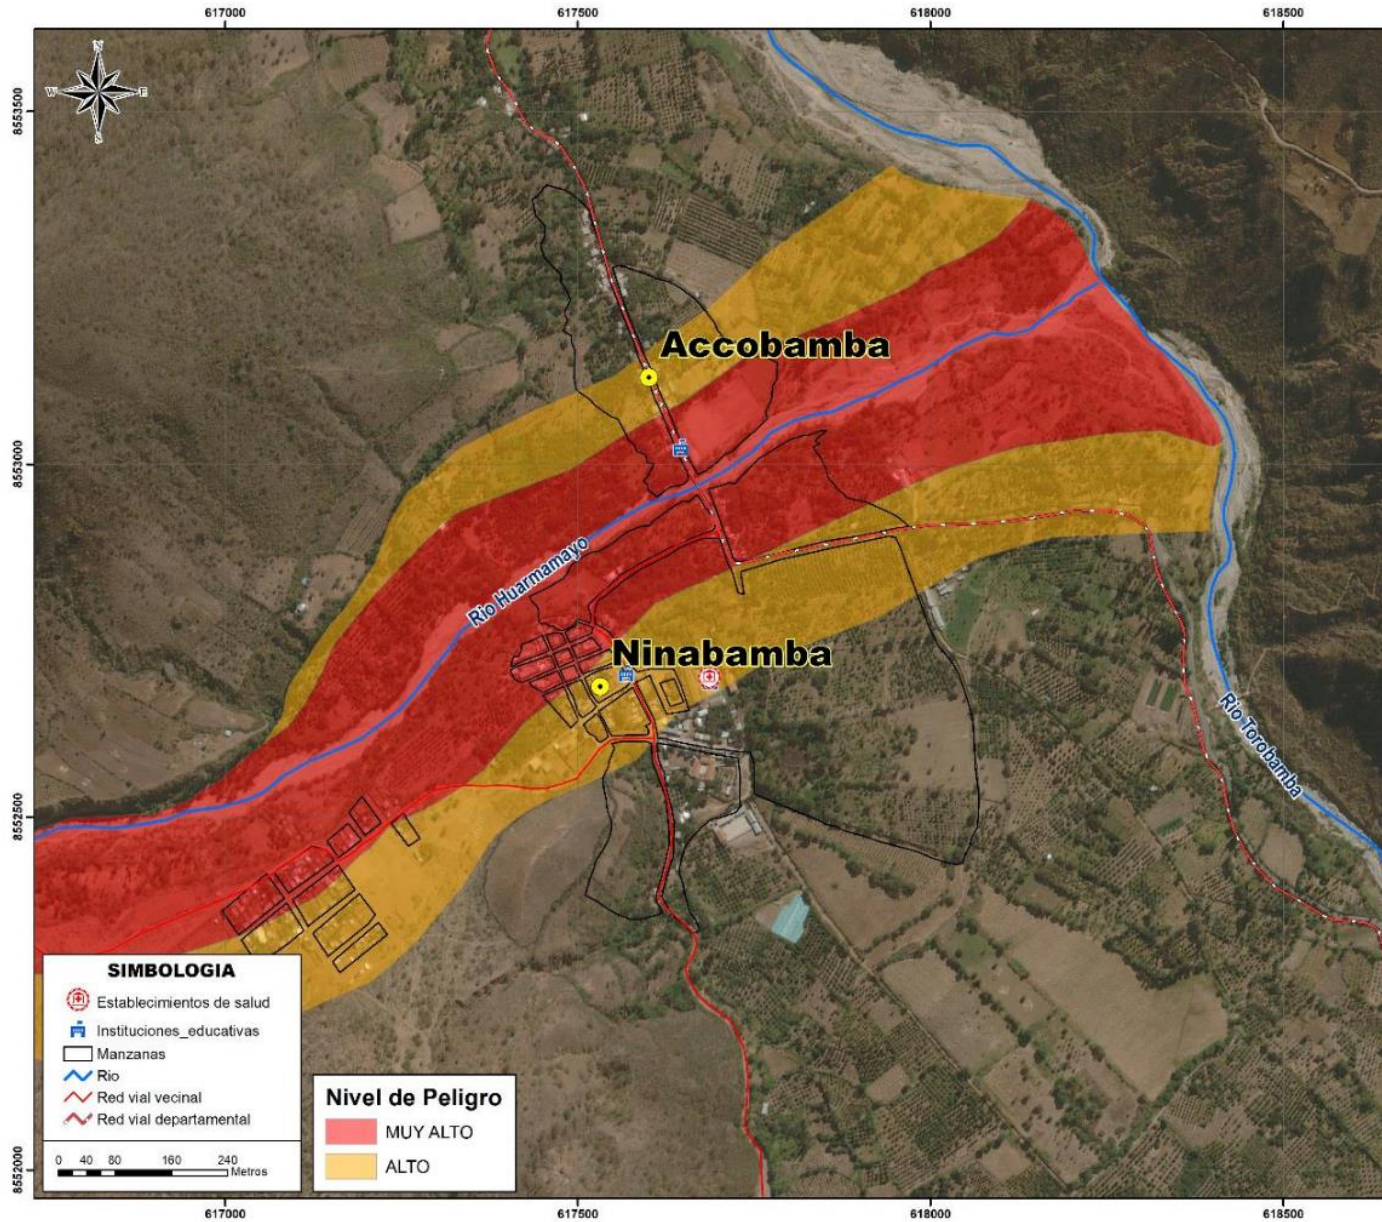 617000
617500
618000
618500
N
W
E
S
8553500
8553000
8552500
8552000
Accobamba
Rio Huarmamayo
Ninabamba
Rio Torobamba
SIMBOLOGIA
Establecimientos de salud
Instituciones_educativas
Manzanas
Rio
Red vial vecinal
Red vial departamental
0 40 80 160 240
Metros
Nivel de Peligro
MUY ALTO
ALTO
617000
617500
618000
618500